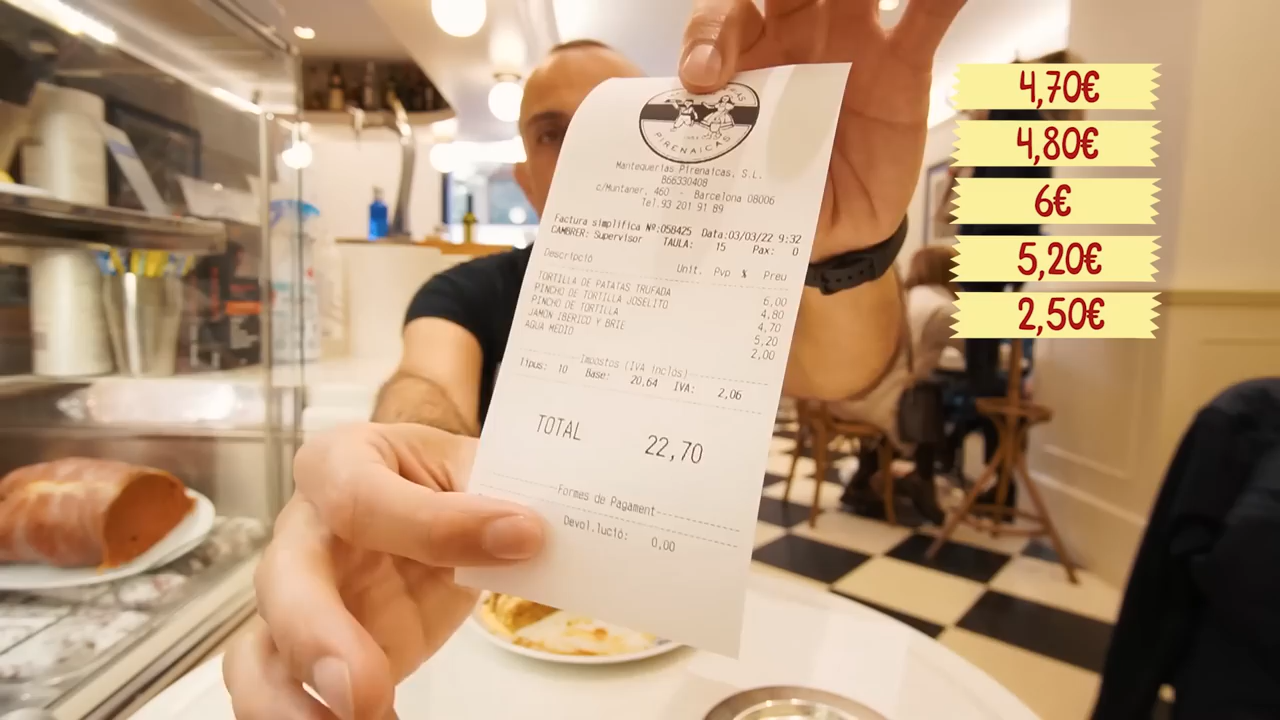 PIRENAICAS
Mantequerías Pirenaicas, S.L.
B66330408
c/Muntaner, 460 - Barcelona 08006
Tel.93 201 91 89
Factura simplifica Nº:058425 Data:03/03/22 9:32
CAMBRER: Supervisor TAULA: 15 Pax: 0
Descripció Unit. Pvp % Preu
TORTILLA DE PATATAS TRUFADA 6,00
PINCHO DE TORTILLA JOSELITO 4,80
PINCHO DE TORTILLA 4,70
JAMON IBERICO Y BRIE 5,20
AGUA MEDIO 2,00
Impostos (IVA inclòs)
Tipus: 10 Base: 20,64 IVA: 2,06
TOTAL 22,70
Formes de Pagament
Devol.lució: 0,00
4,70€
4,80€
6€
5,20€
2,50€